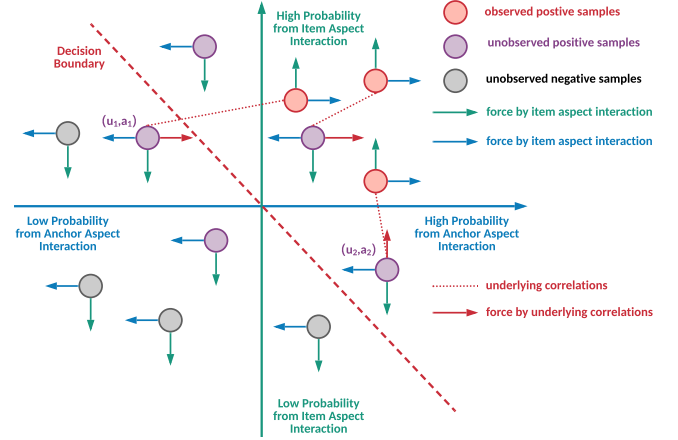 High Probability
from Item Aspect
Interaction
Decision
Boundary
(u1,a1)
Low Probability
from Anchor Aspect
Interaction
High Probability
from Anchor Aspect
Interaction
(u2,a2)
Low Probability
from Item Aspect
Interaction
observed postive samples
unobserved positive samples
unobserved negative samples
force by item aspect interaction
force by item aspect interaction
underlying correlations
force by underlying correlations